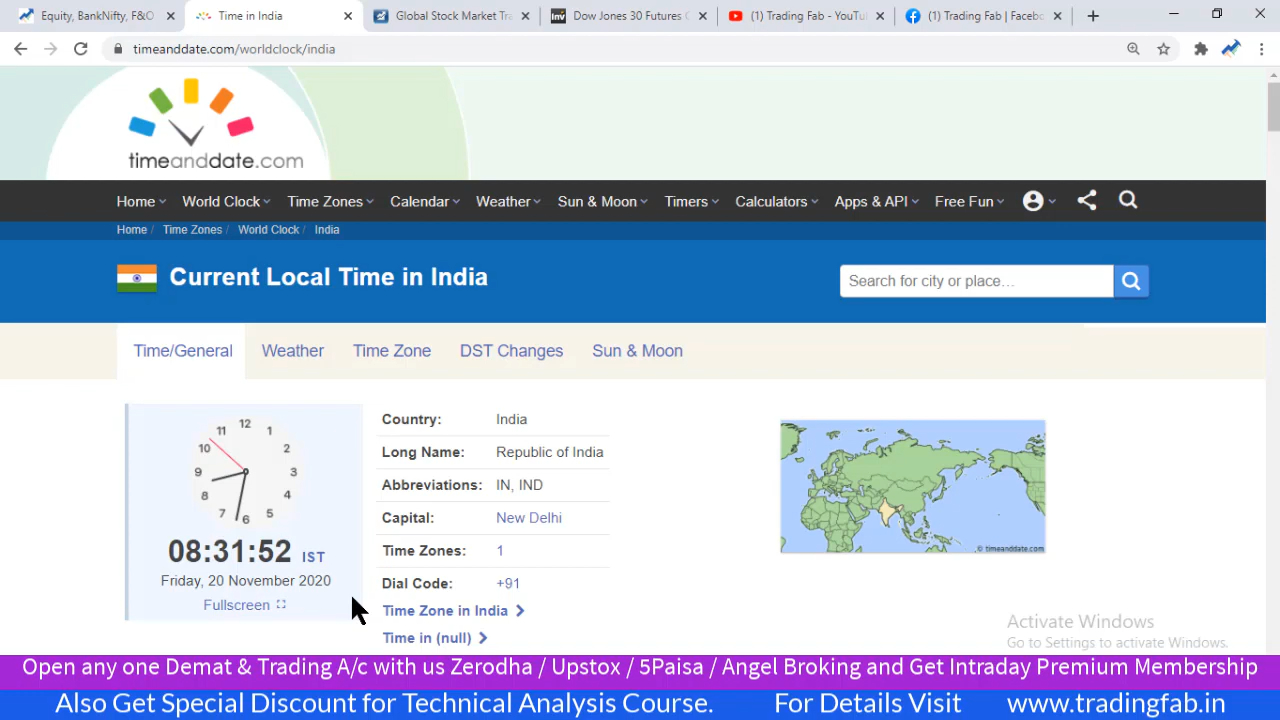 Equity, BankNifty, F&O
Time in India
Global Stock Market Tra
Dow Jones 30 Futures C
(1) Trading Fab - YouTu
(1) Trading Fab | Facebo
timeanddate.com/worldclock/india
timeanddate.com
Home World Clock Time Zones Calendar Weather Sun & Moon Timers Calculators Apps & API Free Fun
Home / Time Zones / World Clock / India
Current Local Time in India
Search for city or place…
Time/General Weather Time Zone DST Changes Sun & Moon
12
1
2
3
4
5
6
7
8
9
10
11
08:31:52 IST
Friday, 20 November 2020
Fullscreen
Country: India
Long Name: Republic of India
Abbreviations: IN, IND
Capital: New Delhi
Time Zones: 1
Dial Code: +91
Time Zone in India
Time in (null)
© timeanddate.com
Activate Windows
Go to Settings to activate Windows.
Open any one Demat & Trading A/c with us Zerodha / Upstox / 5Paisa / Angel Broking and Get Intraday Premium Membership
Also Get Special Discount for Technical Analysis Course. For Details Visit www.tradingfab.in